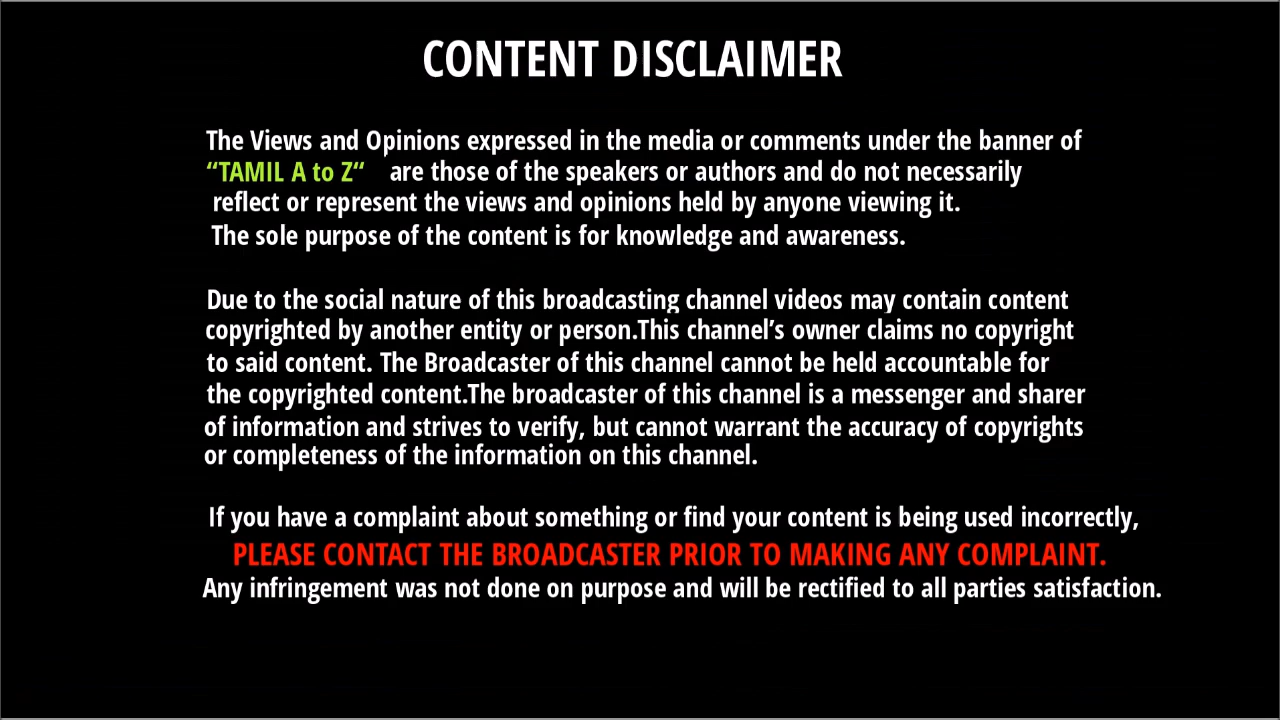 CONTENT DISCLAIMER
The Views and Opinions expressed in the media or comments under the banner of
“TAMIL A to Z“ are those of the speakers or authors and do not necessarily
reflect or represent the views and opinions held by anyone viewing it.
The sole purpose of the content is for knowledge and awareness.
Due to the social nature of this broadcasting channel videos may contain content
copyrighted by another entity or person.This channel’s owner claims no copyright
to said content. The Broadcaster of this channel cannot be held accountable for
the copyrighted content.The broadcaster of this channel is a messenger and sharer
of information and strives to verify, but cannot warrant the accuracy of copyrights
or completeness of the information on this channel.
If you have a complaint about something or find your content is being used incorrectly,
PLEASE CONTACT THE BROADCASTER PRIOR TO MAKING ANY COMPLAINT.
Any infringement was not done on purpose and will be rectified to all parties satisfaction.